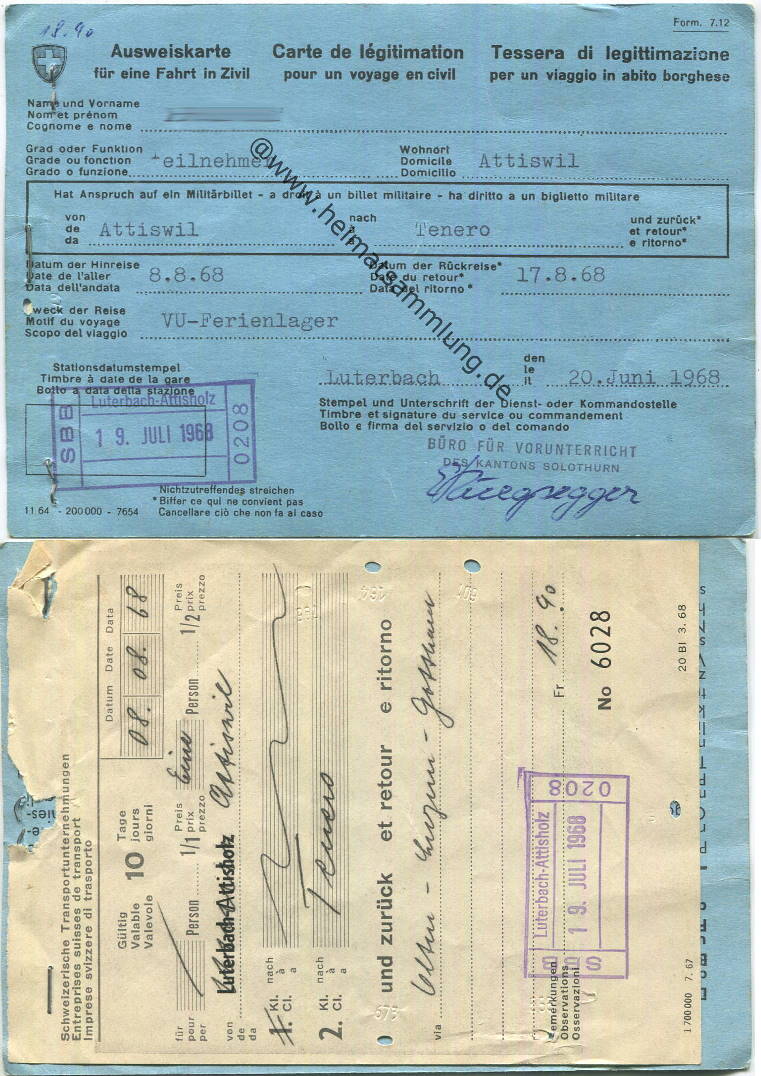 18.90
Form. 7.12
Ausweiskarte
für eine Fahrt in Zivil
Carte de légitimation
pour un voyage en civil
Tessera di legittimazione
per un viaggio in abito borghese
Name und Vorname
Nom et prénom
Cognome e nome
Grad oder Funktion
Grade ou fonction
Grado o funzione
Teilnehmer
Wohnort
Domicile
Domicilio
Attiswil
Hat Anspruch auf ein Militärbillet - a droit à un billet militaire - ha diritto a un biglietto militare
von
de
da
Attiswil
nach
à
a
Tenero
und zurück*
et retour*
e ritorno*
Datum der Hinreise
Date de l'aller
Data dell'andata
8.8.68
Datum der Rückreise*
Date du retour*
Data del ritorno*
17.8.68
Zweck der Reise
Motif du voyage
Scopo del viaggio
VU-Ferienlager
@www.heimatsammlung.de
Stationsdatumstempel
Timbre à date de la gare
Bollo a data della stazione
Luterbach
den
le
il
20.Juni 1968
Stempel und Unterschrift der Dienst- oder Kommandostelle
Timbre et signature du service ou commandement
Bollo e firma del servizio o del comando
SBB
Luterbach-Attisholz
19. JULI 1968
0208
BÜRO FÜR VORUNTERRICHT
DES KANTONS SOLOTHURN
Nichtzutreffendes streichen
* Biffer ce qui ne convient pas
Cancellare ciò che non fa al caso
11 64 - 200 000 - 7654
Schweizerische Transportunternehmungen
Entreprises suisses de transport
Imprese svizzere di trasporto
Gültig
Valable
Valevole
10
Tage
jours
giorni
Datum Date Data
08. 08. 68
für
pour
per
Person
1/1
Preis
prix
prezzo
Eine
Person
1/2
Preis
prix
prezzo
von
de
da
Luterbach-Attisholz
Attiswil
1. Kl.
Cl.
nach
à
a
2. Kl.
Cl.
nach
à
a
Tenero
und zurück et retour e ritorno
via
Olten - Luzern - Gotthard
Bemerkungen
Observations
Osservazioni
Fr. 18.90
No 6028
SBB
Luterbach-Attisholz
19. JULI 1968
0208
1 700 000 7. 67
20 Bl 3. 68